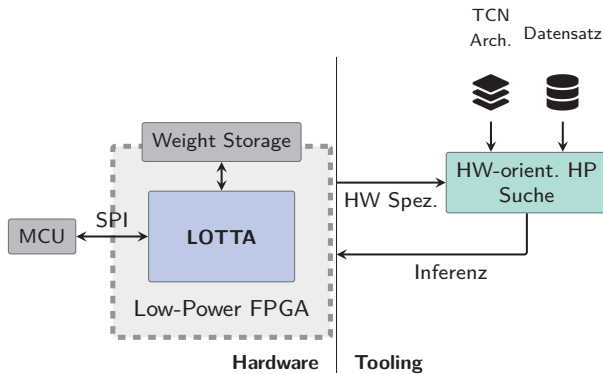 TCN
Arch.
Datensatz
Weight Storage
HW-orient. HP
Suche
HW Spez.
SPI
MCU
LOTTA
Inferenz
Low-Power FPGA
Hardware
Tooling